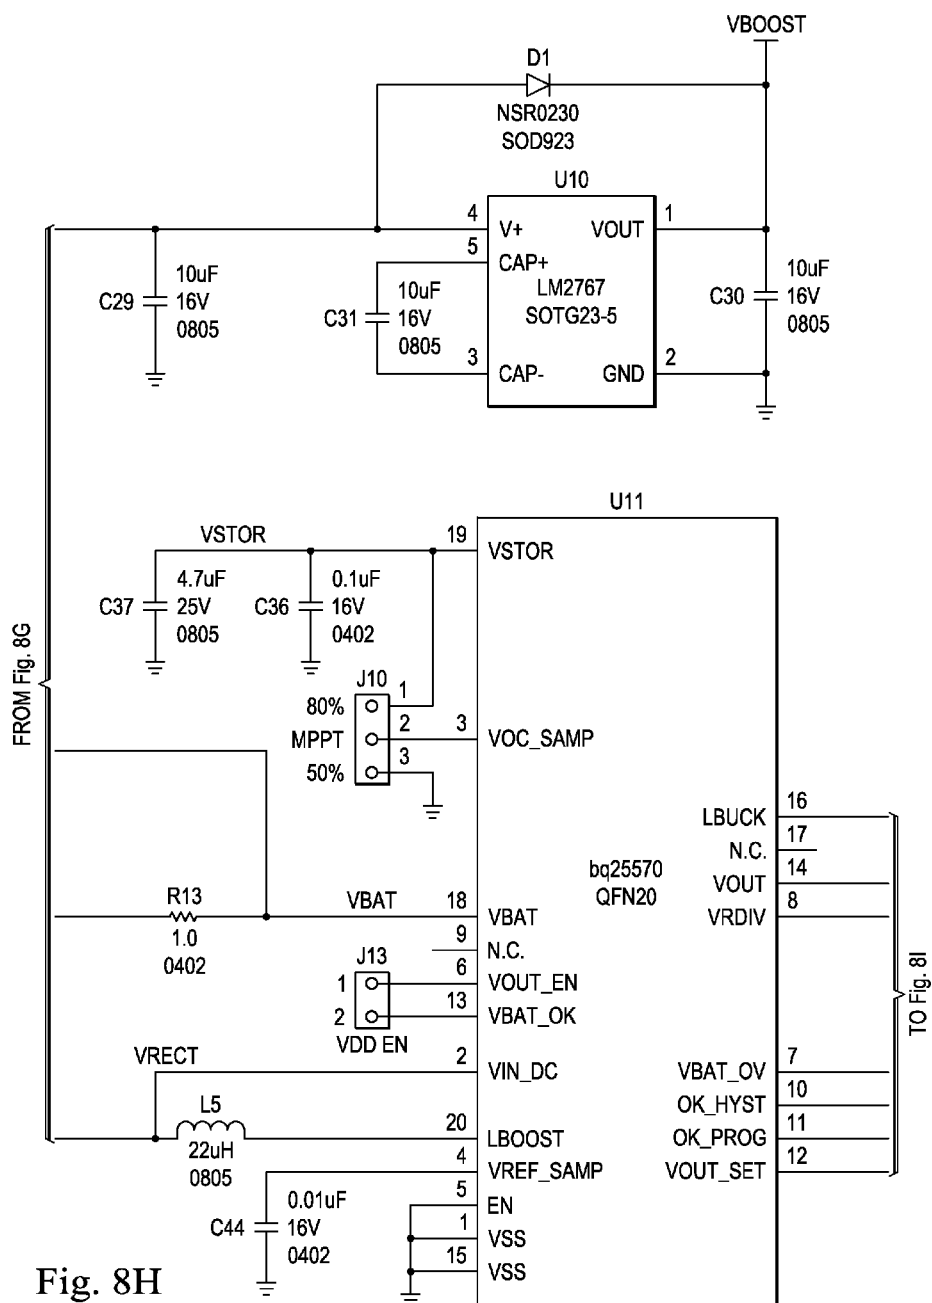 VBOOST
D1
NSR0230
SOD923
U10
4 V+ VOUT 1
5 CAP+
LM2767
SOTG23-5
3 CAP- GND 2
10uF
C29 16V
0805
10uF
C31 16V
0805
10uF
C30 16V
0805
U11
VSTOR 19 VSTOR
4.7uF
C37 25V
0805
0.1uF
C36 16V
0402
FROM Fig. 8G
J10
80% 1
MPPT 2 3 VOC_SAMP
50% 3
LBUCK 16
N.C. 17
VOUT 14
VRDIV 8
bq25570
QFN20
R13
1.0
0402
VBAT 18 VBAT
9 N.C.
J13
1 6 VOUT_EN
2 13 VBAT_OK
VDD EN
TO Fig. 8I
VRECT 2 VIN_DC
L5
22uH
0805
20 LBOOST
4 VREF_SAMP
5 EN
1 VSS
15 VSS
VBAT_OV 7
OK_HYST 10
OK_PROG 11
VOUT_SET 12
0.01uF
C44 16V
0402
Fig. 8H